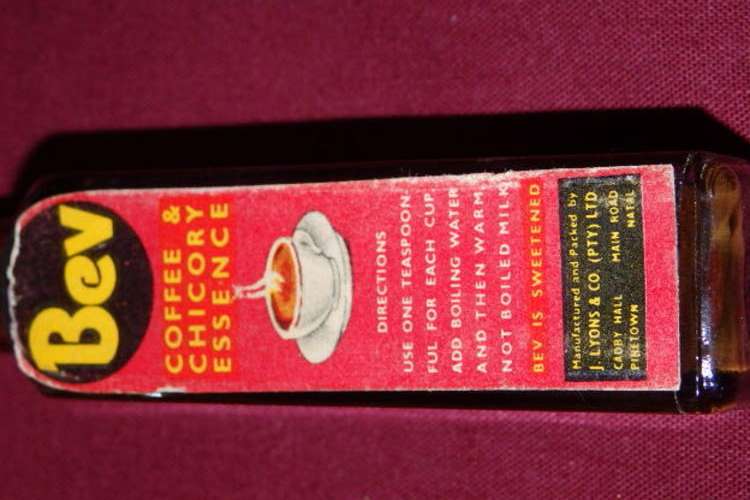 Bev
COFFEE &
CHICORY
ESSENCE
DIRECTIONS
USE ONE TEASPOON-
FUL FOR EACH CUP
ADD BOILING WATER
AND THEN WARM,
NOT BOILED MILK
BEV IS SWEETENED
Manufactured and Packed by
J. LYONS & CO. (PTY) LTD
CADBY HALL MAIN ROAD
PINETOWN NATAL